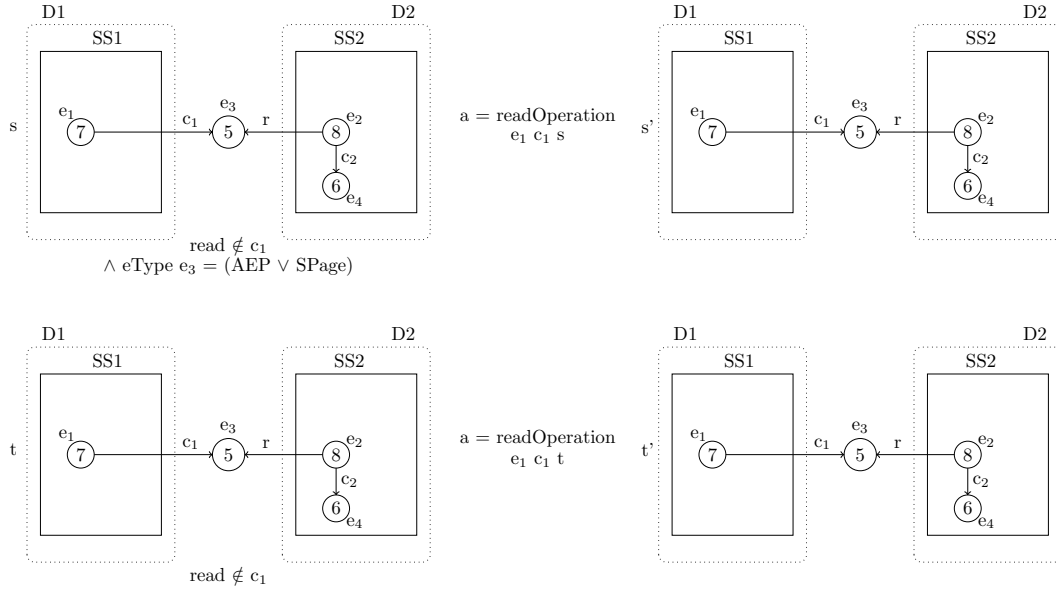 D1
D2
D1
D2
SS1
SS2
SS1
SS2
s
e₁
7
c₁
e₃
5
r
8
e₂
c₂
6
e₄
a = readOperation
e₁ c₁ s
s'
e₁
7
c₁
e₃
5
r
8
e₂
c₂
6
e₄
read ∉ c₁
∧ eType e₃ = (AEP ∨ SPage)
D1
D2
D1
D2
SS1
SS2
SS1
SS2
t
e₁
7
c₁
e₃
5
r
8
e₂
c₂
6
e₄
a = readOperation
e₁ c₁ t
t'
e₁
7
c₁
e₃
5
r
8
e₂
c₂
6
e₄
read ∉ c₁